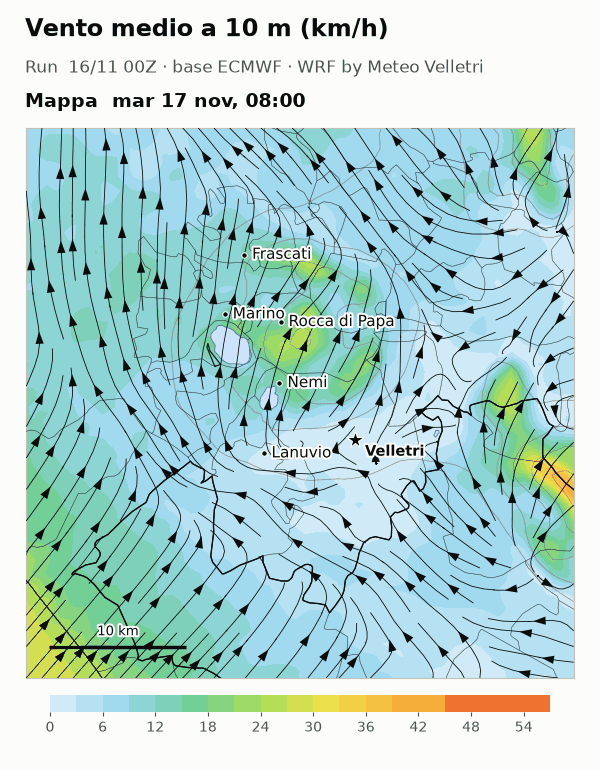 Vento medio a 10 m (km/h)
Run 16/11 00Z · base ECMWF · WRF by Meteo Velletri
Mappa mar 17 nov, 08:00
Frascati
Marino
Rocca di Papa
Nemi
Velletri
Lanuvio
10 km
0 6 12 18 24 30 36 42 48 54